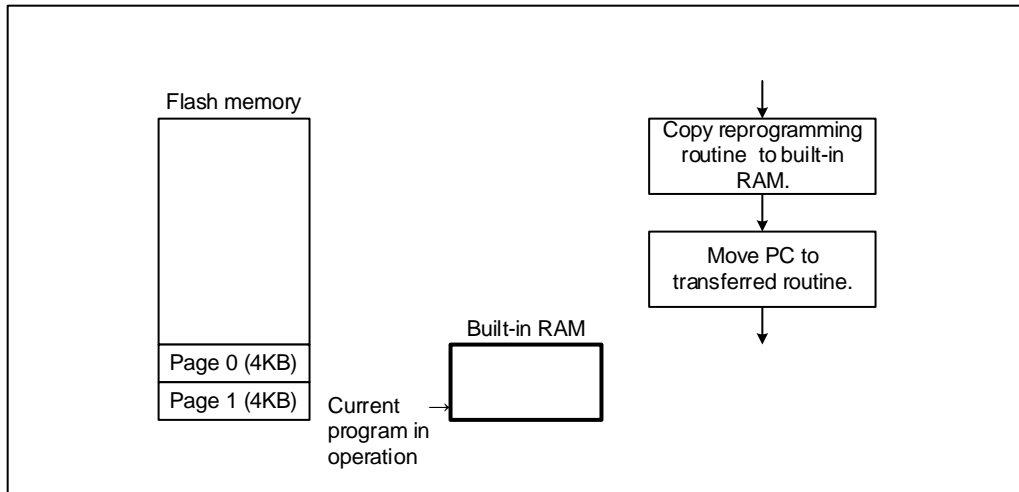 Flash memory
Page 0 (4KB)
Page 1 (4KB)
Built-in RAM
Current
program in
operation
Copy reprogramming
routine to built-in
RAM.
Move PC to
transferred routine.